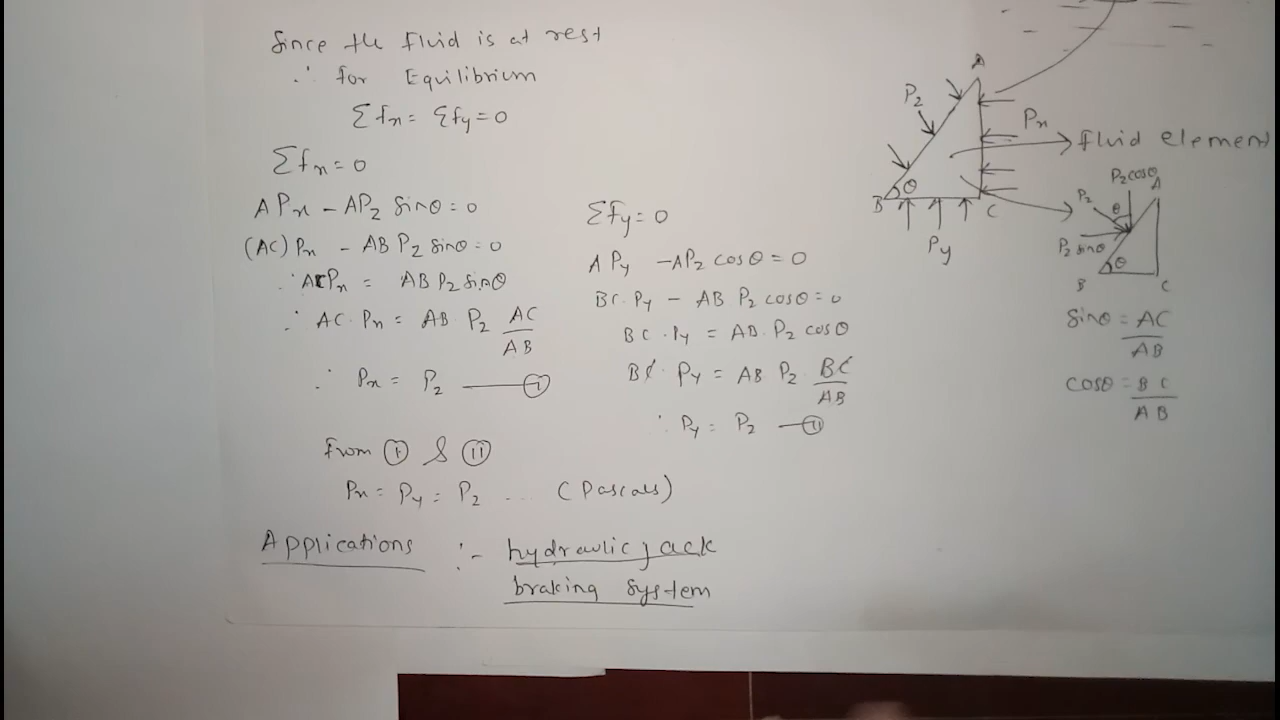 Since the fluid is at rest
∴ for Equilibrium
Σfx = Σfy = 0
Σfx = 0
A Px - AP2 Sinθ = 0
(AC) Px - AB P2 Sinθ = 0
∴ AC Px = AB P2 Sinθ
∴ AC · Px = AB P2 AC/AB
∴ Px = P2 — I
Σfy = 0
A Py - AP2 cosθ = 0
BC · Py - AB P2 cosθ = 0
BC · Py = AB · P2 cosθ
BC · Py = AB P2 · BC/AB
∴ Py = P2 — II
From I & II
Px = Py = P2 ... (Pascals)
Applications :- hydraulic jack
braking system
A
P2
Px
fluid element
θ
B
C
Py
P2 cosθ
A
P2
θ
P2 sinθ
θ
B
C
Sinθ = AC/AB
cosθ = BC/AB